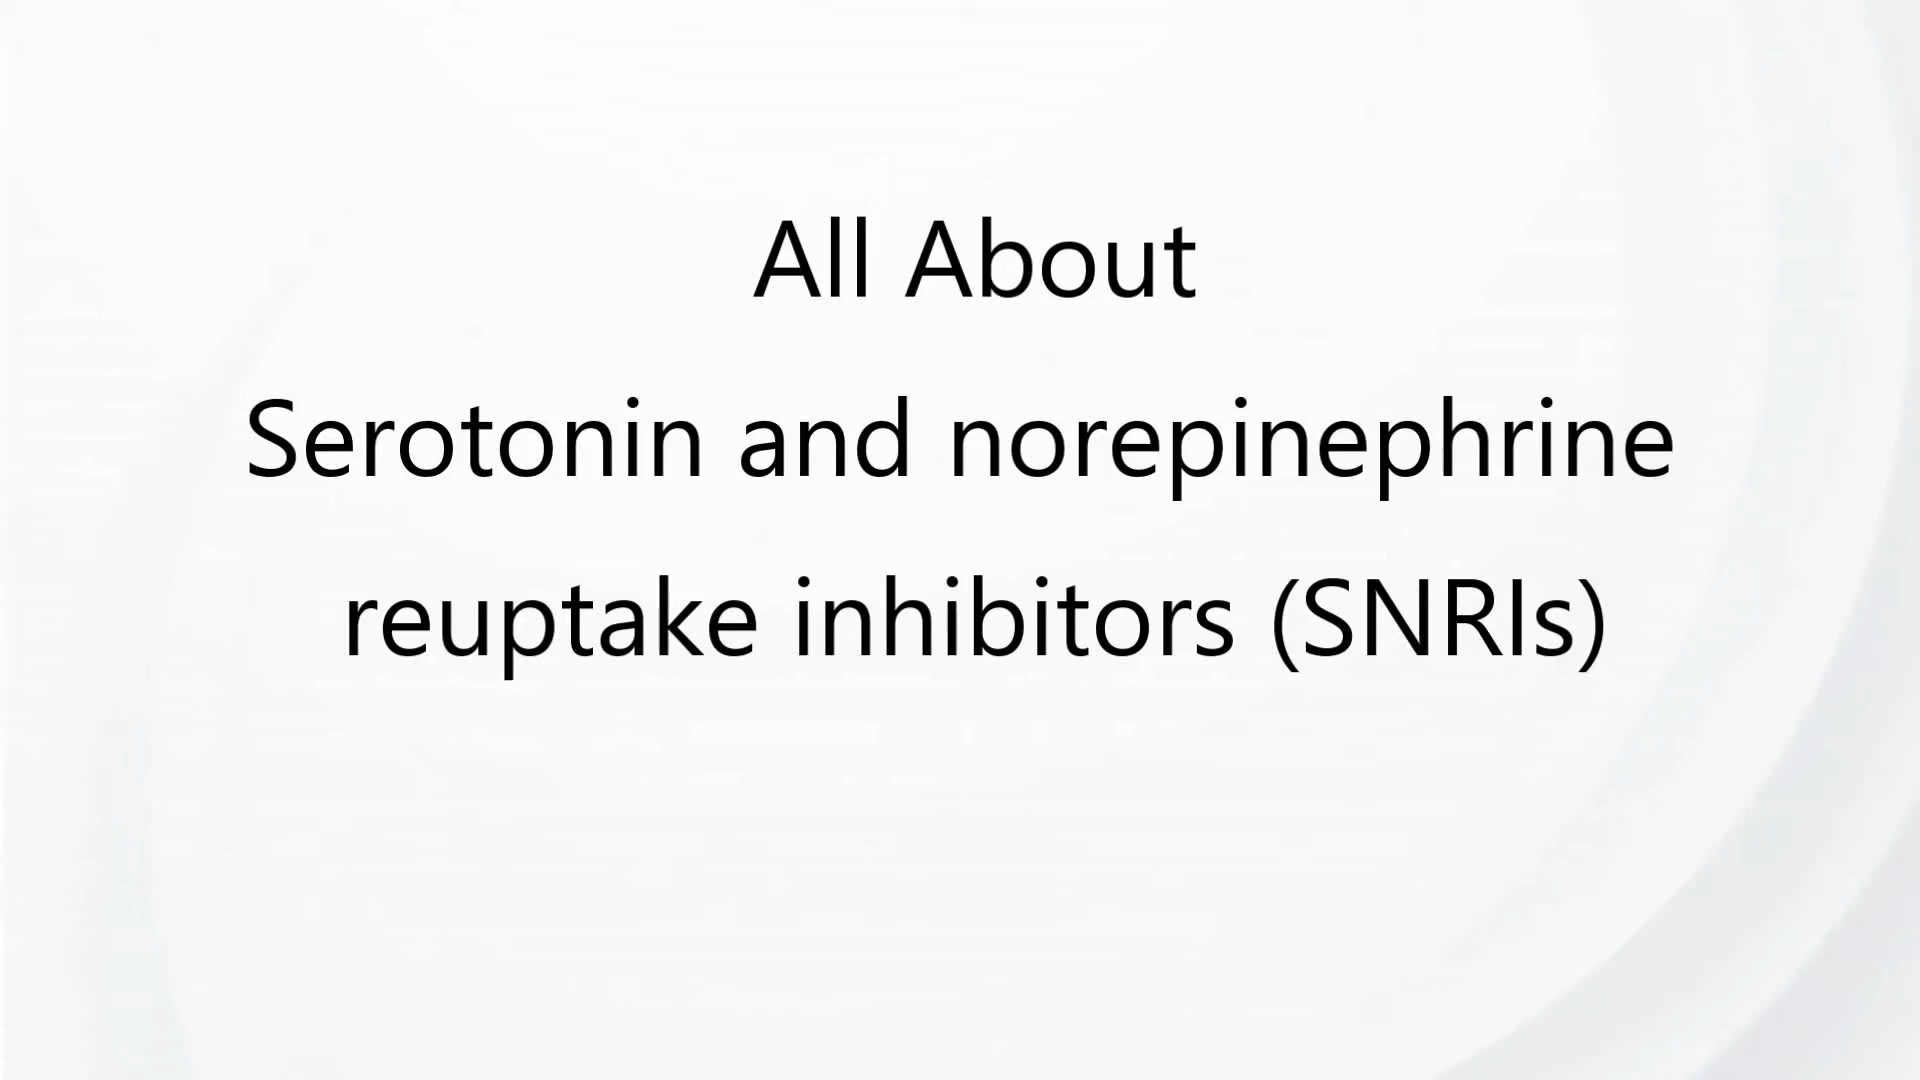 All About
Serotonin and norepinephrine
reuptake inhibitors (SNRIs)